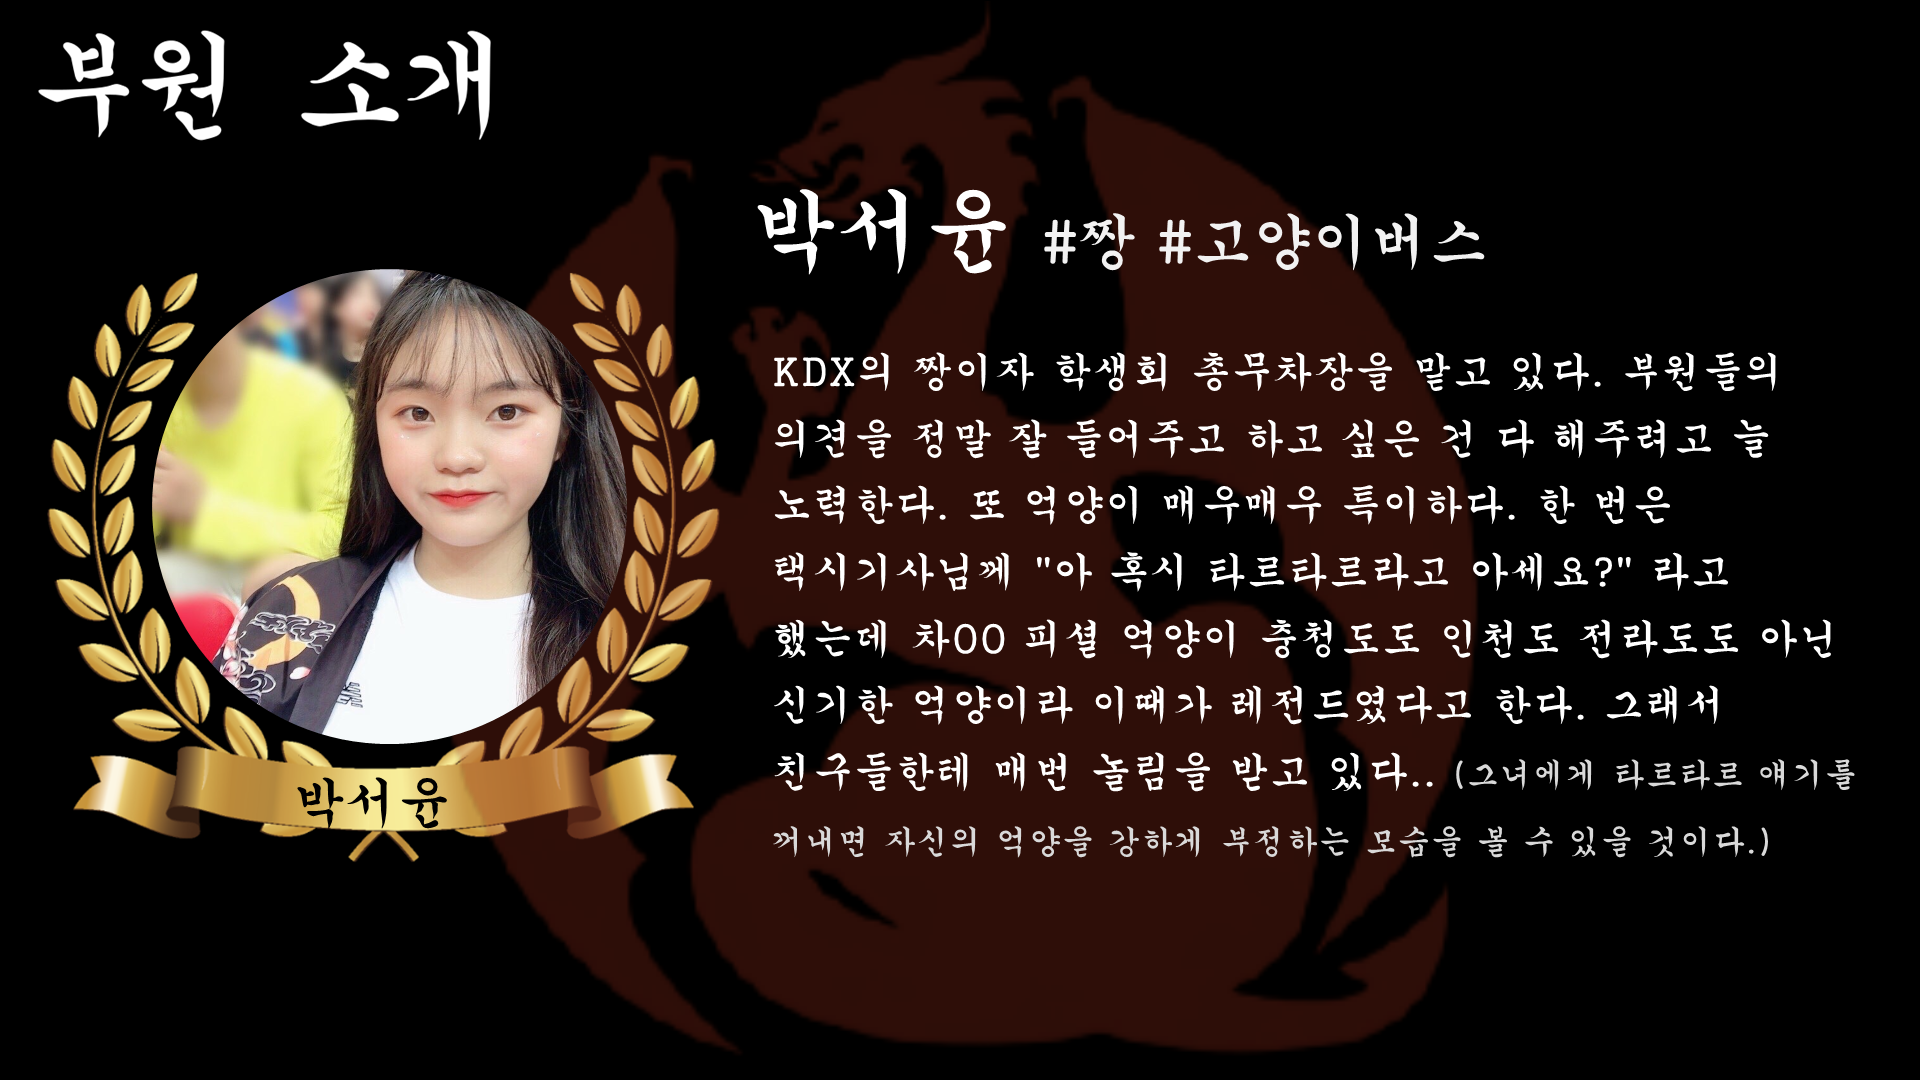 부원 소개
박서윤 #짱 #고양이버스
KDX의 짱이자 학생회 총무차장을 맡고 있다. 부원들의
의견을 정말 잘 들어주고 하고 싶은 건 다 해주려고 늘
노력한다. 또 억양이 매우매우 특이하다. 한 번은
택시기사님께 "아 혹시 타르타르라고 아세요?" 라고
했는데 차00 피셜 억양이 충청도도 인천도 전라도도 아닌
신기한 억양이라 이때가 레전드였다고 한다. 그래서
친구들한테 매번 놀림을 받고 있다.. (그녀에게 타르타르 얘기를
꺼내면 자신의 억양을 강하게 부정하는 모습을 볼 수 있을 것이다.)
박서윤